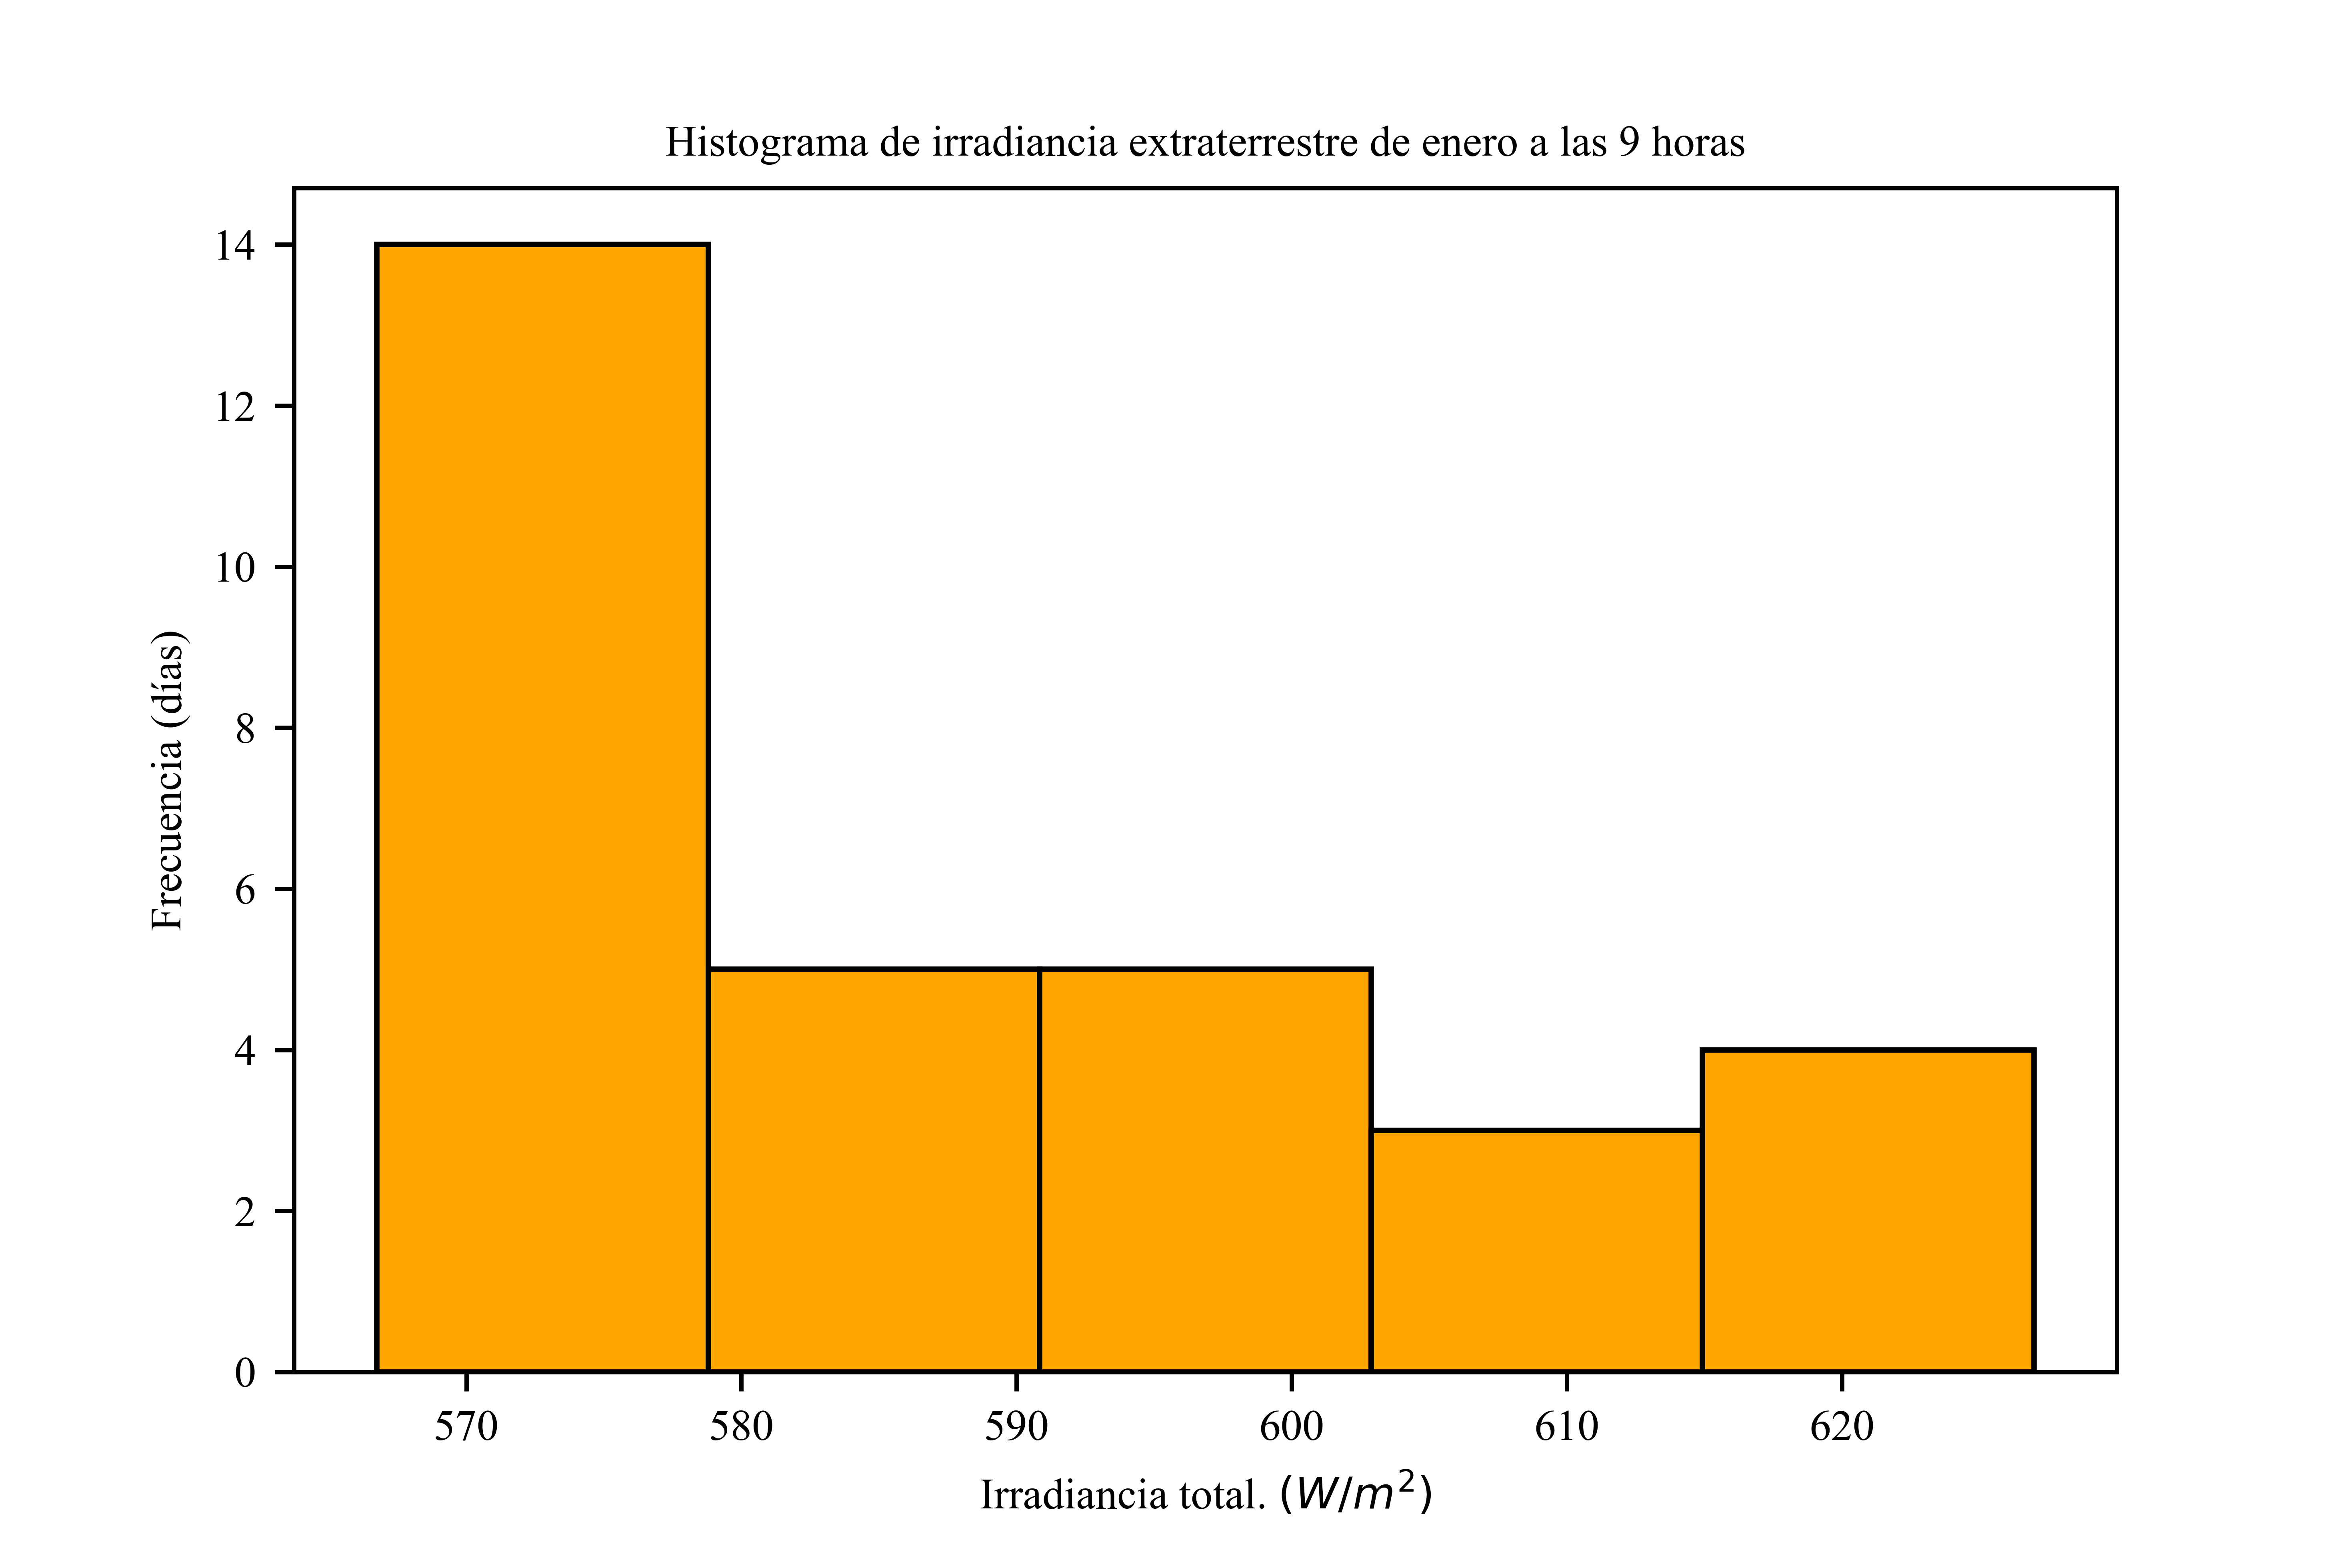 Histograma de irradiancia extraterrestre de enero a las 9 horas
14
12
10
8
6
4
2
0
Frecuencia (días)
570 580 590 600 610 620
Irradiancia total. (W/m²)